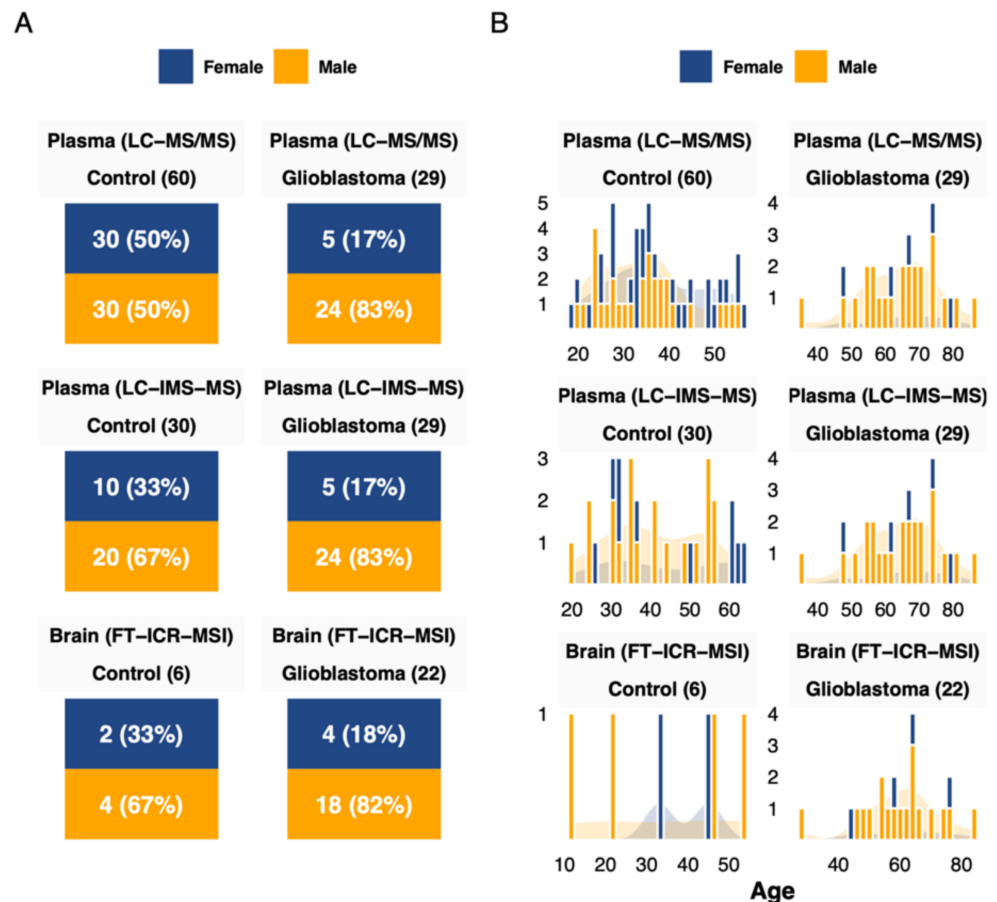 A
B
Female Male
Female Male
Plasma (LC−MS/MS)
Control (60)
Plasma (LC−MS/MS)
Glioblastoma (29)
30 (50%)
30 (50%)
5 (17%)
24 (83%)
Plasma (LC−IMS−MS)
Control (30)
Plasma (LC−IMS−MS)
Glioblastoma (29)
10 (33%)
20 (67%)
5 (17%)
24 (83%)
Brain (FT−ICR−MSI)
Control (6)
Brain (FT−ICR−MSI)
Glioblastoma (22)
2 (33%)
4 (67%)
4 (18%)
18 (82%)
Plasma (LC−MS/MS)
Control (60)
5
4
3
2
1
20 30 40 50
Plasma (LC−MS/MS)
Glioblastoma (29)
4
3
2
1
40 50 60 70 80
Plasma (LC−IMS−MS)
Control (30)
3
2
1
20 30 40 50 60
Plasma (LC−IMS−MS)
Glioblastoma (29)
4
3
2
1
40 50 60 70 80
Brain (FT−ICR−MSI)
Control (6)
1
10 20 30 40 50
Brain (FT−ICR−MSI)
Glioblastoma (22)
4
3
2
1
40 60 80
Age